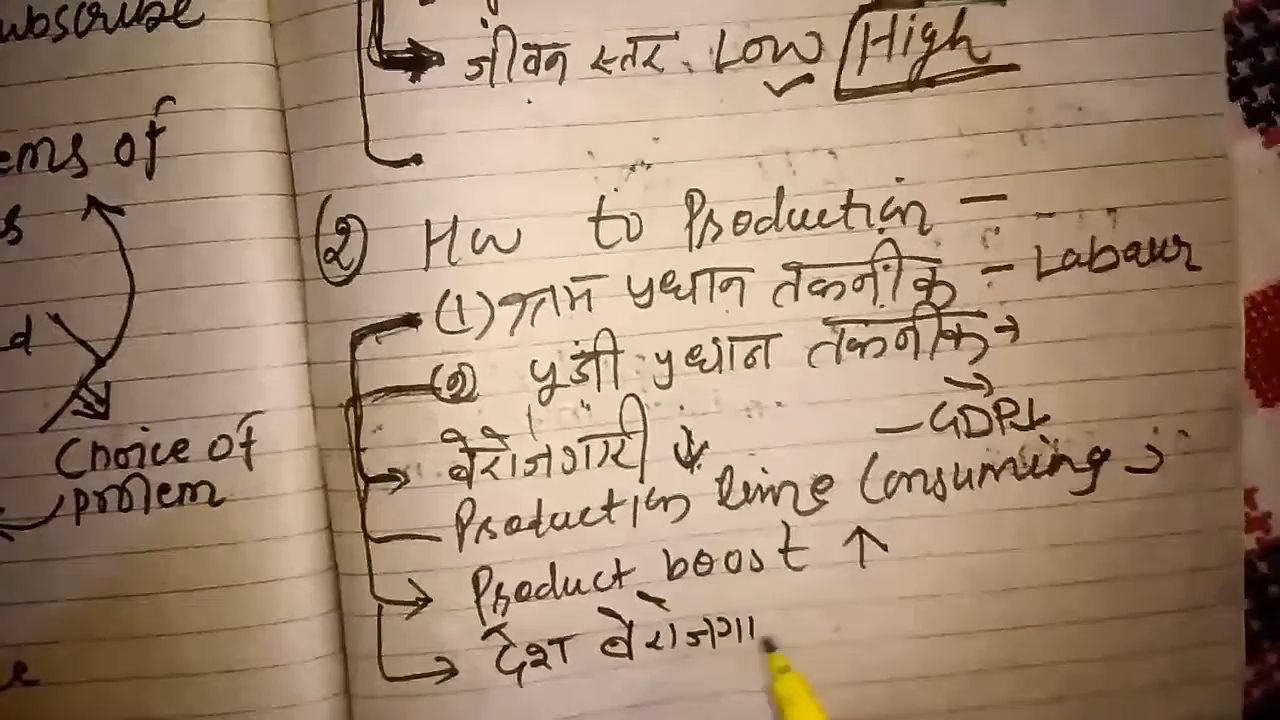 ubscribe
ems of
s
d
Choice of
problem
e
जीवन स्तर : Low High
(2) How to Production -
(1) श्रम प्रधान तकनीक - Labour
(2) पूंजी प्रधान तकनीक →
बेरोजगारी ↓ - GDP↓
Production time Consuming
Product boost ↑
देश बेरोजगा